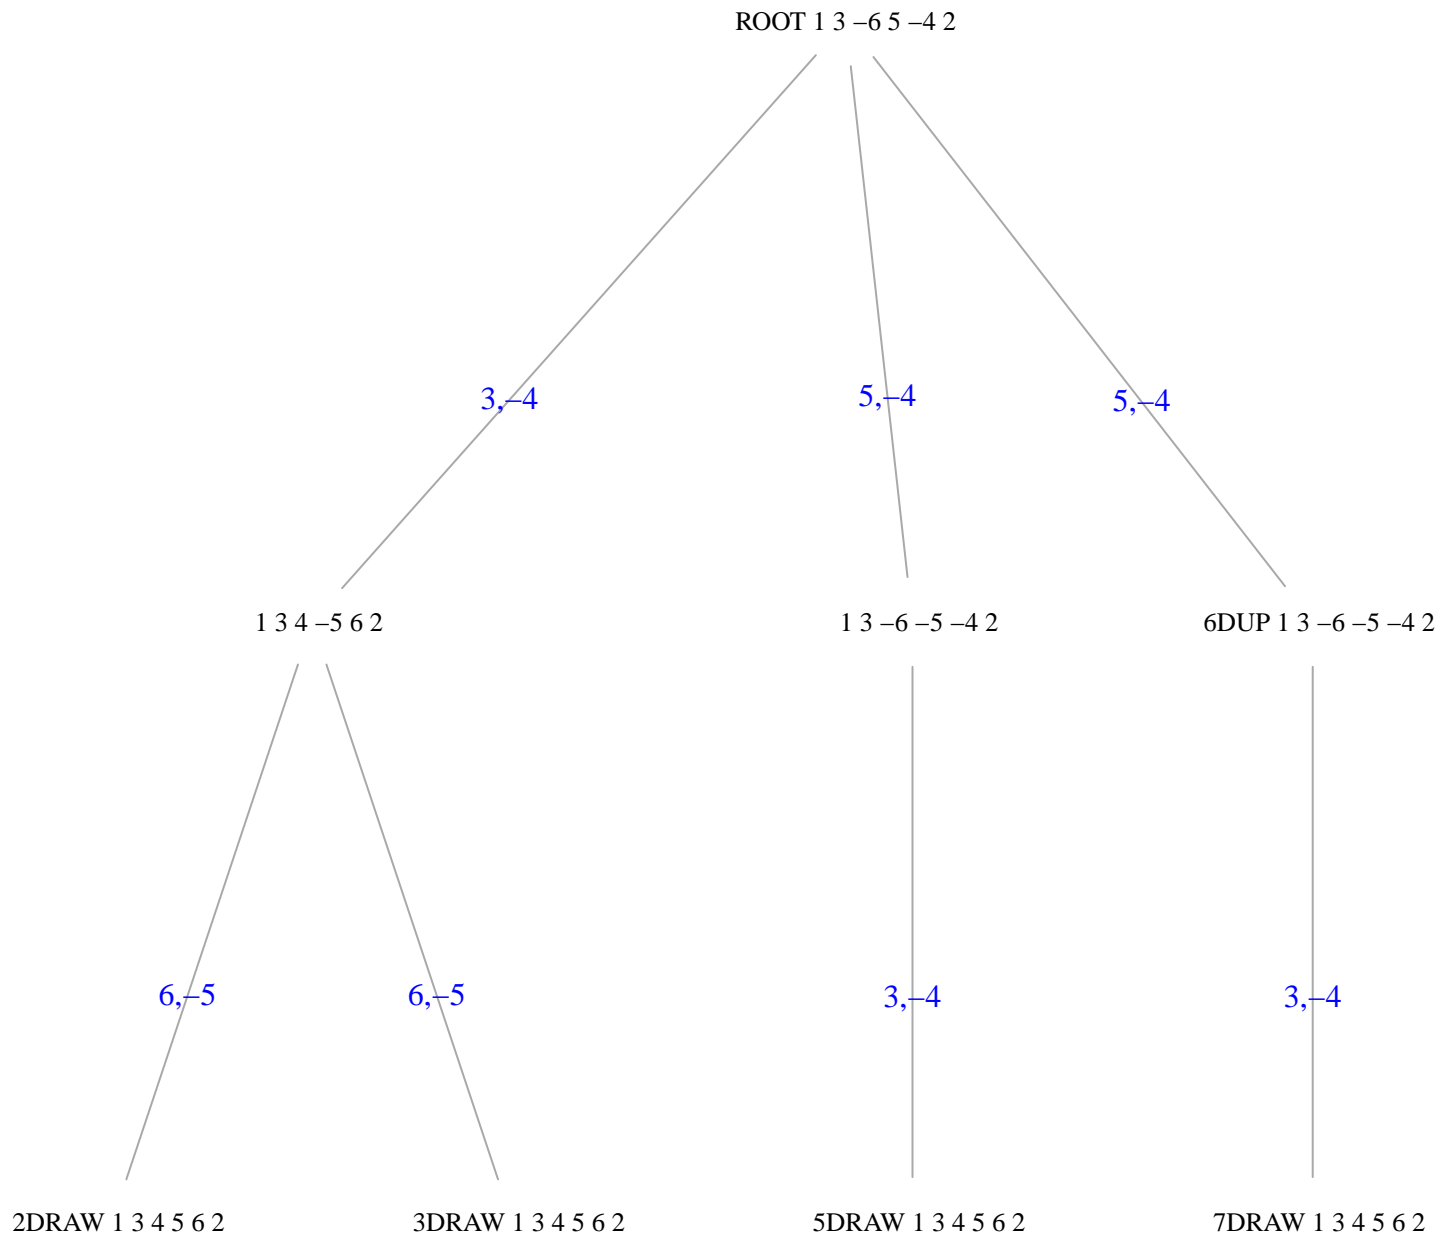 ROOT 1 3 –6 5 –4 2
3,–4
5,–4
5,–4
1 3 4 –5 6 2
1 3 –6 –5 –4 2
6DUP 1 3 –6 –5 –4 2
6,–5
6,–5
3,–4
3,–4
2DRAW 1 3 4 5 6 2
3DRAW 1 3 4 5 6 2
5DRAW 1 3 4 5 6 2
7DRAW 1 3 4 5 6 2